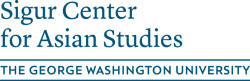 Sigur Center
for Asian Studies
THE GEORGE WASHINGTON UNIVERSITY